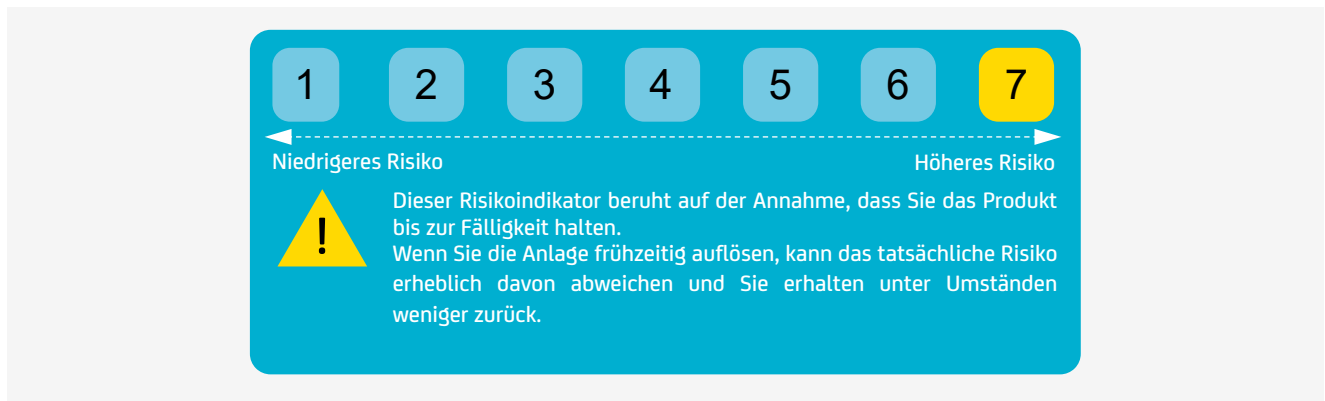 1 2 3 4 5 6 7
Niedrigeres Risiko Höheres Risiko
!
Dieser Risikoindikator beruht auf der Annahme, dass Sie das Produkt
bis zur Fälligkeit halten.
Wenn Sie die Anlage frühzeitig auflösen, kann das tatsächliche Risiko
erheblich davon abweichen und Sie erhalten unter Umständen
weniger zurück.